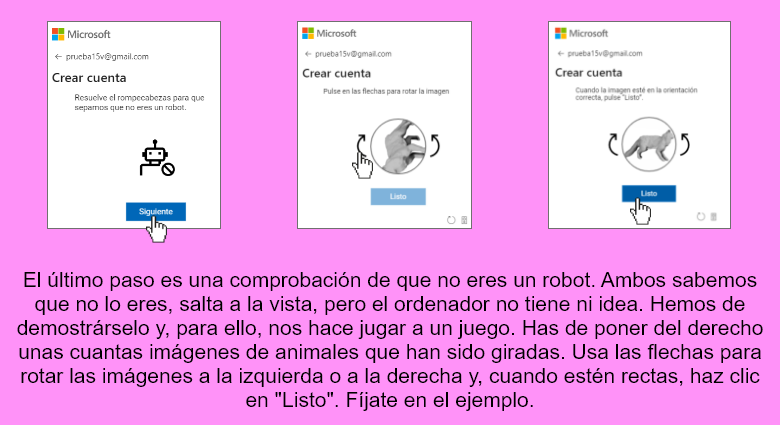 Microsoft
← prueba15v@gmail.com
Crear cuenta
Resuelve el rompecabezas para que
sepamos que no eres un robot.
Siguiente
Microsoft
← prueba15v@gmail.com
Crear cuenta
Pulse en las flechas para rotar la imagen
Listo
Microsoft
← prueba15v@gmail.com
Crear cuenta
Cuando la imagen esté en la orientación
correcta, pulse "Listo".
Listo
El último paso es una comprobación de que no eres un robot. Ambos sabemos
que no lo eres, salta a la vista, pero el ordenador no tiene ni idea. Hemos de
demostrárselo y, para ello, nos hace jugar a un juego. Has de poner del derecho
unas cuantas imágenes de animales que han sido giradas. Usa las flechas para
rotar las imágenes a la izquierda o a la derecha y, cuando estén rectas, haz clic
en "Listo". Fíjate en el ejemplo.